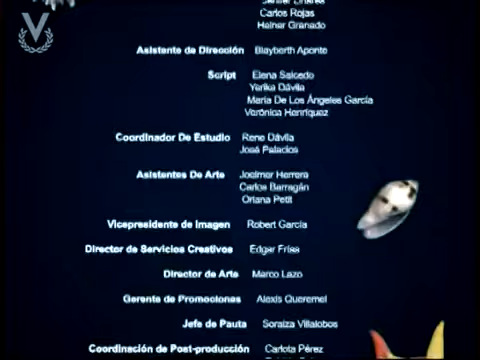 Carlos Rojas
Heiner Granado
Asistente de Dirección Blayberth Aponte
Script Elena Salcedo
Yarika Dávila
María De Los Ángeles García
Verónica Henríquez
Coordinador De Estudio Rene Dávila
José Palacios
Asistentes De Arte Joelmer Herrera
Carlos Barragán
Oriana Petit
Vicepresidente de Imagen Robert García
Director de Servicios Creativos Edgar Frías
Director de Arte Marco Lazo
Gerente de Promociones Alexis Queremel
Jefe de Pauta Soraiza Villalobos
Coordinación de Post-producción Carlota Pérez